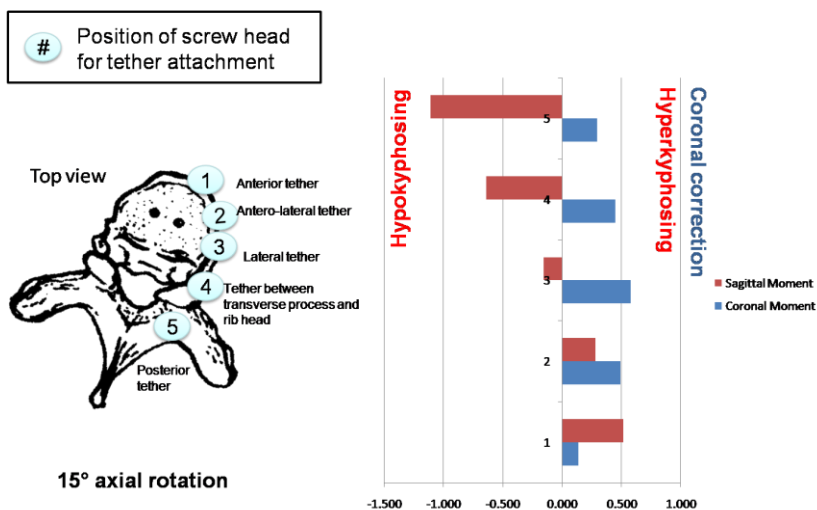 # Position of screw head
for tether attachment
Top view
1 Anterior tether
2 Antero-lateral tether
3 Lateral tether
4 Tether between
transverse process and
rib head
5
Posterior
tether
15° axial rotation
Hypokyphosing
Hyperkyphosing
Coronal correction
5
4
3
2
1
-1.500 -1.000 -0.500 0.000 0.500 1.000
Sagittal Moment
Coronal Moment